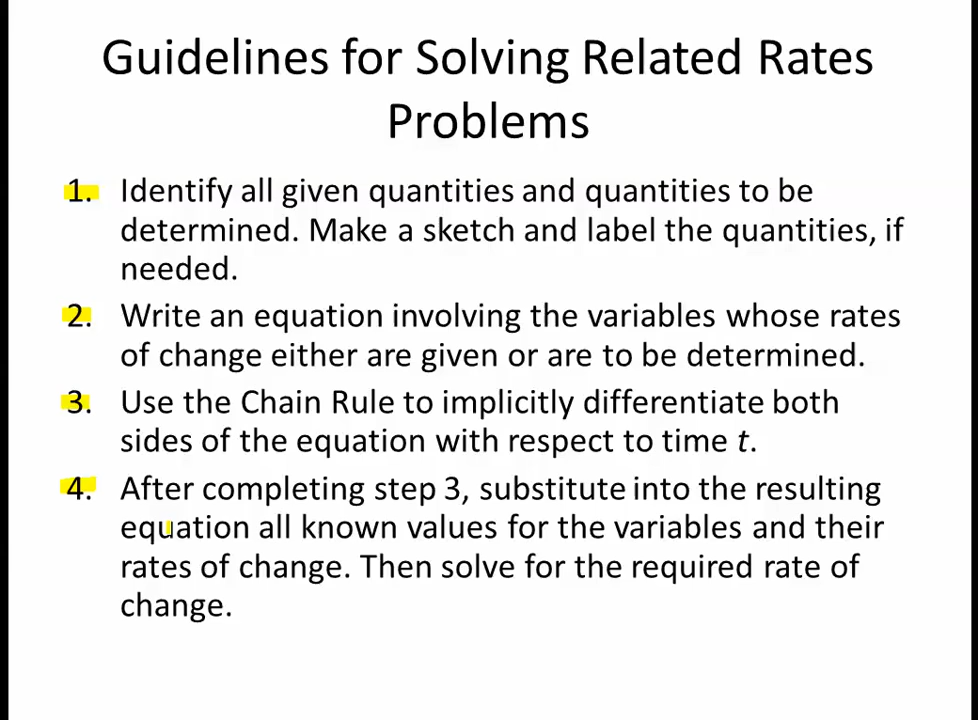 Guidelines for Solving Related Rates
Problems
1. Identify all given quantities and quantities to be
determined. Make a sketch and label the quantities, if
needed.
2. Write an equation involving the variables whose rates
of change either are given or are to be determined.
3. Use the Chain Rule to implicitly differentiate both
sides of the equation with respect to time t.
4. After completing step 3, substitute into the resulting
equation all known values for the variables and their
rates of change. Then solve for the required rate of
change.